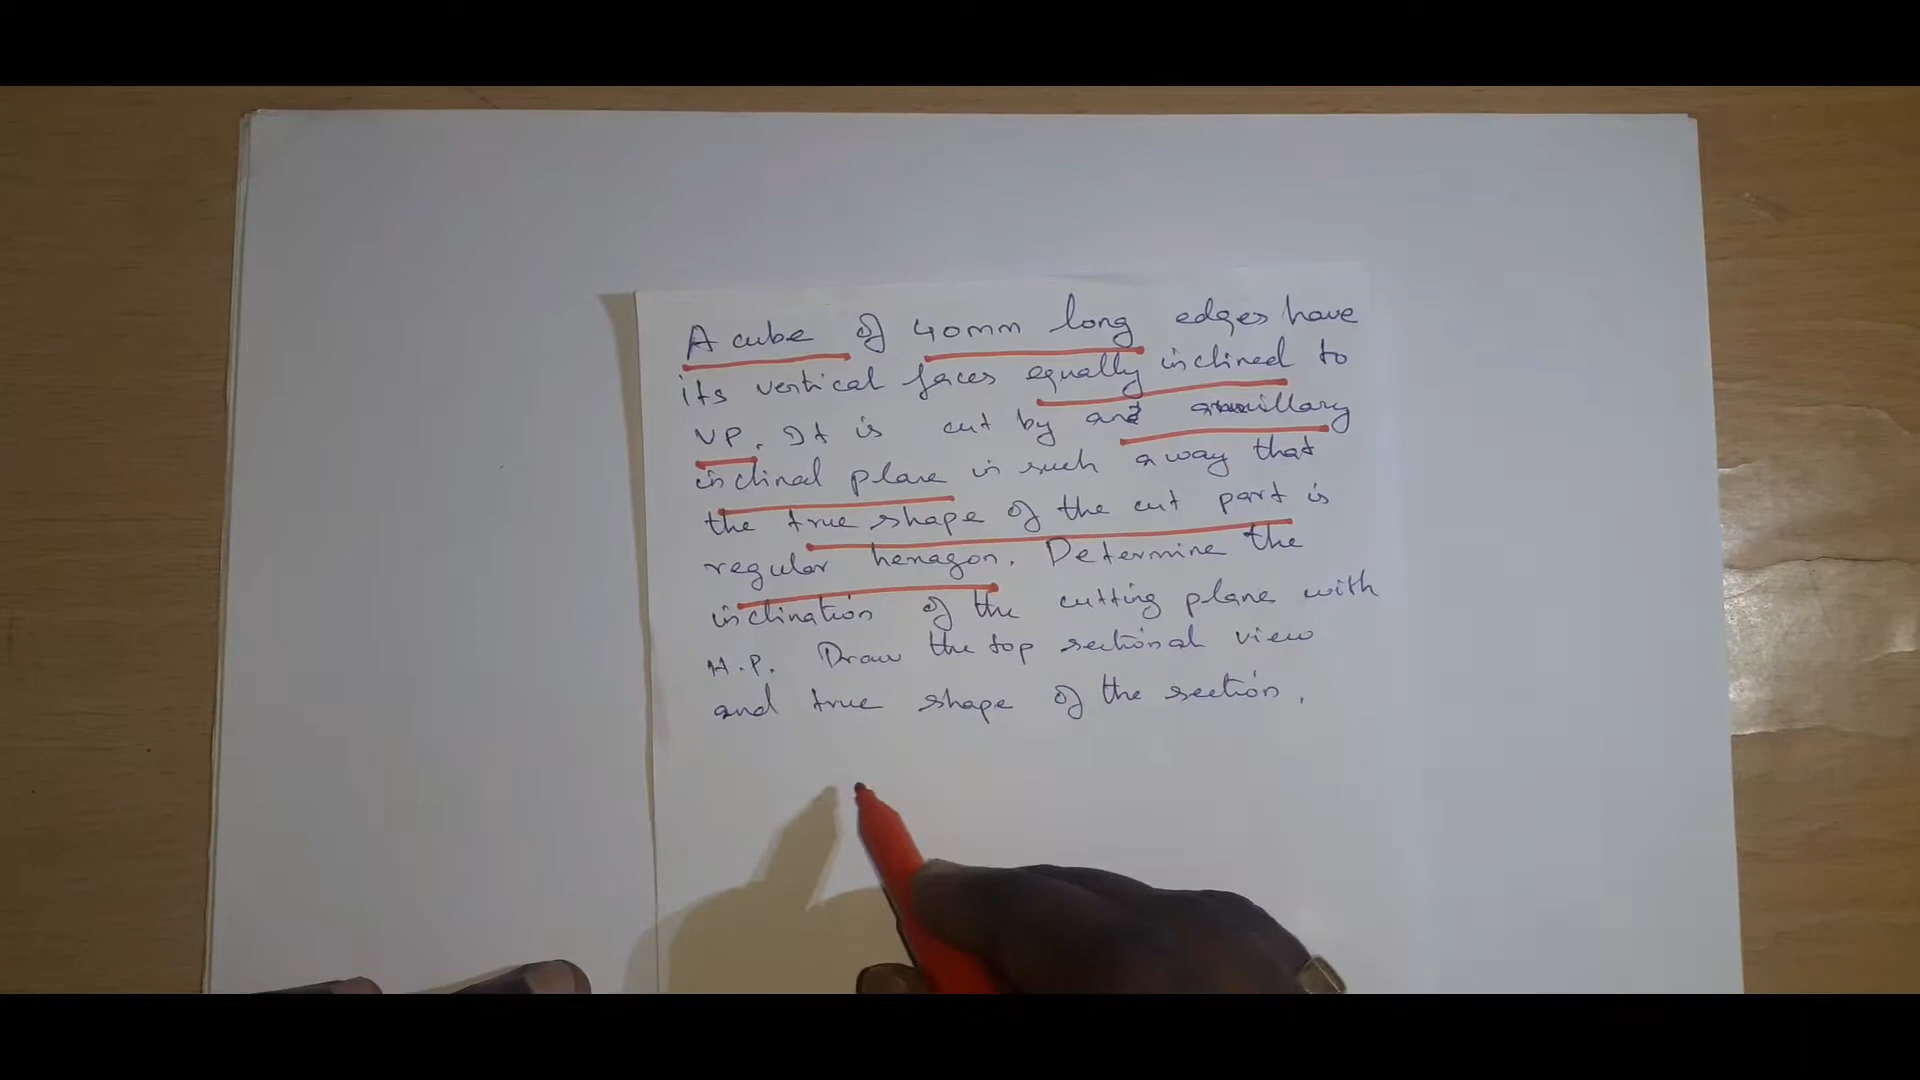 A cube of 40mm long edges have
its vertical faces equally inclined to
VP. It is cut by an auxillary
inclined plane in such a way that
the true shape of the cut part is
regular hexagon. Determine the
inclination of the cutting plane with
H.P. Draw the top sectional view
and true shape of the section.